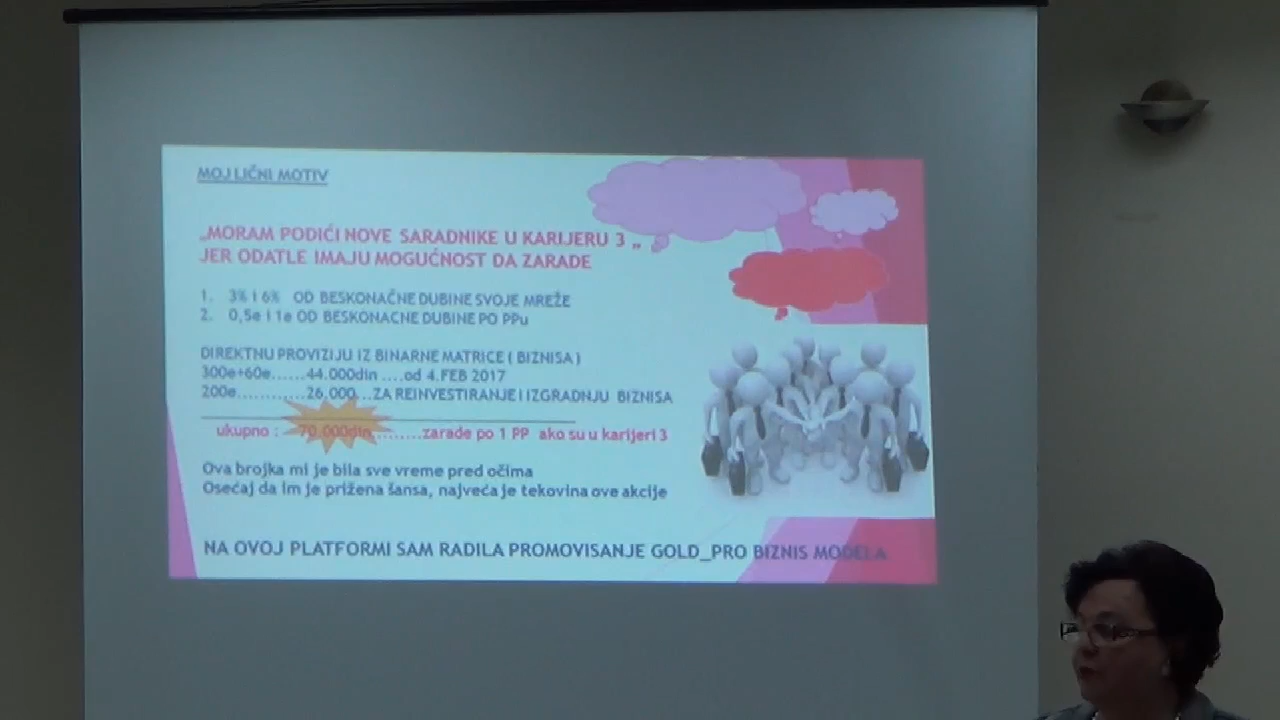 MOJ LIČNI MOTIV
„MORAM PODIĆI NOVE SARADNIKE U KARIJERU 3 „
JER ODATLE IMAJU MOGUĆNOST DA ZARADE
1. 3% I 6% OD BESKONAČNE DUBINE SVOJE MREŽE
2. 0,5e I 1e OD BESKONACNE DUBINE PO PPu
DIREKTNU PROVIZIJU IZ BINARNE MATRICE ( BIZNISA )
300e+60e......44.000din ....od 4.FEB 2017
200e............26.000...ZA REINVESTIRANJE I IZGRADNJU BIZNISA
ukupno : 70.000din.........zarade po 1 PP ako su u karijeri 3
Ova brojka mi je bila sve vreme pred očima
Osećaj da im je prižena šansa, najveća je tekovina ove akcije
NA OVOJ PLATFORMI SAM RADILA PROMOVISANJE GOLD_PRO BIZNIS MODELA